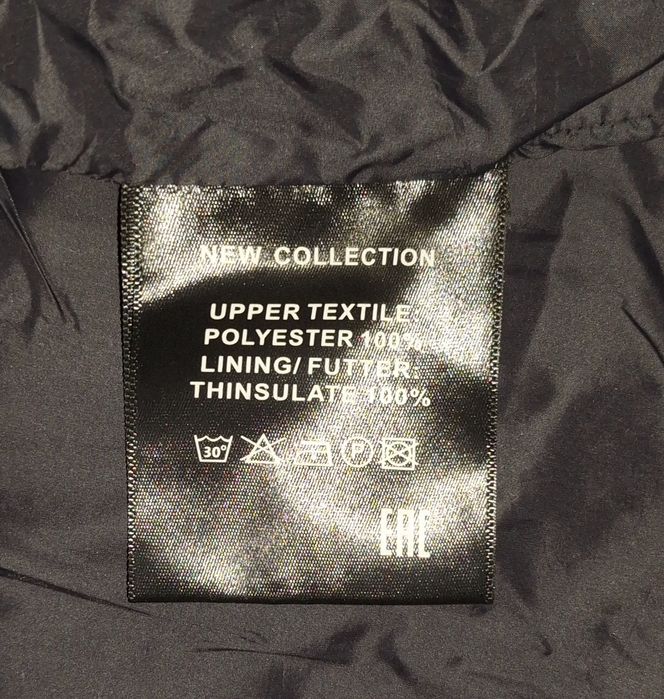 NEW COLLECTION
UPPER TEXTILE:
POLYESTER 100%
LINING/ FUTTER:
THINSULATE 100%
30° P
EAC